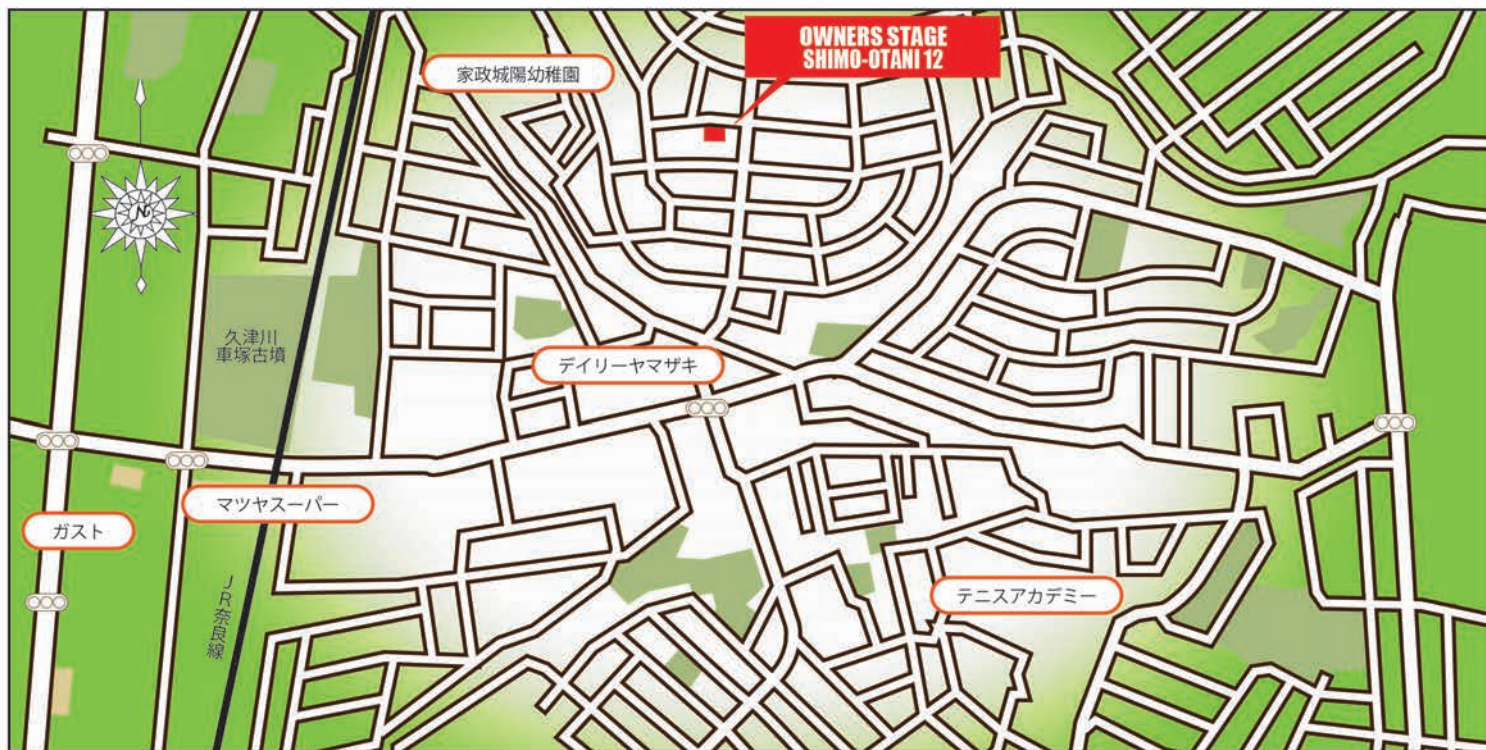 OWNERS STAGE
SHIMO-OTANI 12
家政城陽幼稚園
N
久津川
車塚古墳
デイリーヤマザキ
マツヤスーパー
ガスト
JR奈良線
テニスアカデミー